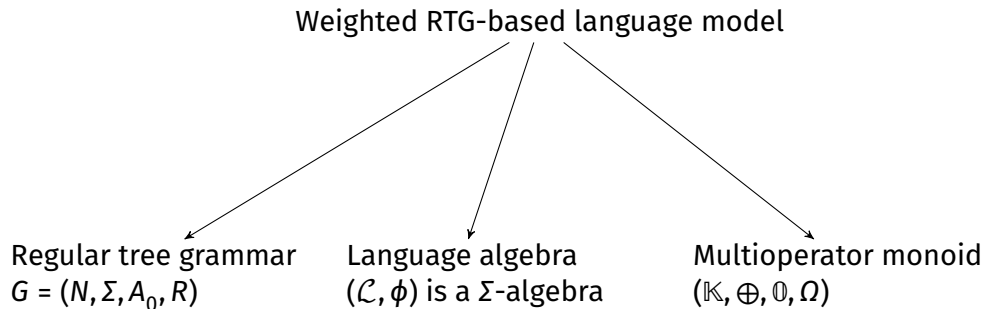 Weighted RTG-based language model
Regular tree grammar
G = (N, Σ, A₀, R)
Language algebra
(ℒ, ϕ) is a Σ-algebra
Multioperator monoid
(𝕂, ⊕, 𝟘, Ω)